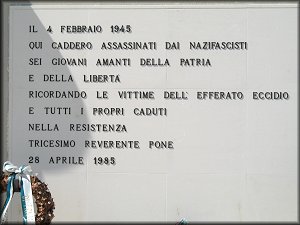 IL 4 FEBBRAIO 1945
QUI CADDERO ASSASSINATI DAI NAZIFASCISTI
SEI GIOVANI AMANTI DELLA PATRIA
E DELLA LIBERTÀ
RICORDANDO LE VITTIME DELL' EFFERATO ECCIDIO
E TUTTI I PROPRI CADUTI
NELLA RESISTENZA
TRICESIMO REVERENTE PONE
28 APRILE 1985